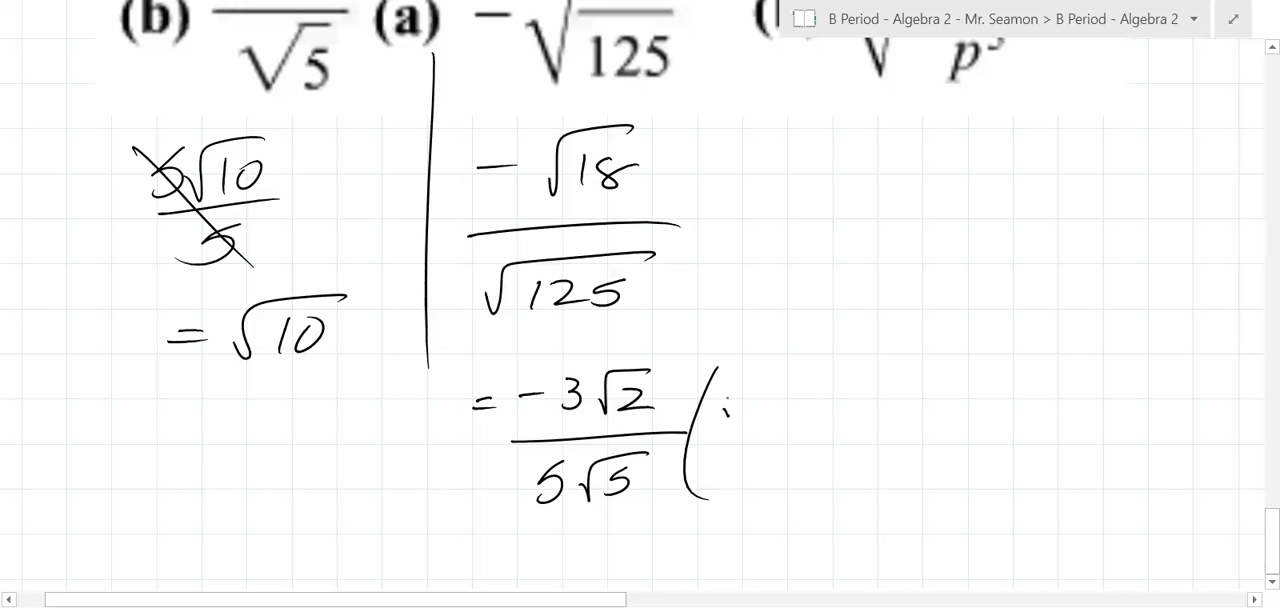 B Period - Algebra 2 - Mr. Seamon > B Period - Algebra 2
(b) √5 (a) - √125 √ p
5√10 / 5
= √10
- √18 / √125
= -3√2 / 5√5 (